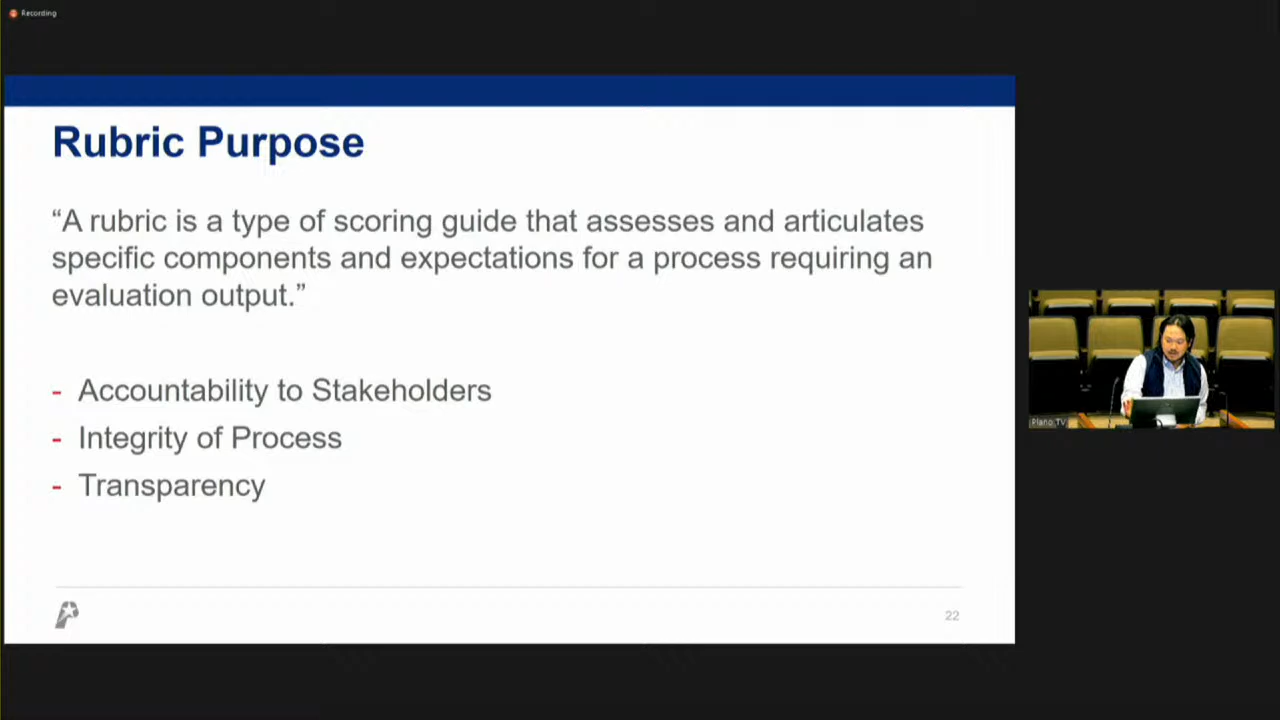 Recording
Rubric Purpose
“A rubric is a type of scoring guide that assesses and articulates
specific components and expectations for a process requiring an
evaluation output.”
- Accountability to Stakeholders
- Integrity of Process
- Transparency
22
Plano TV